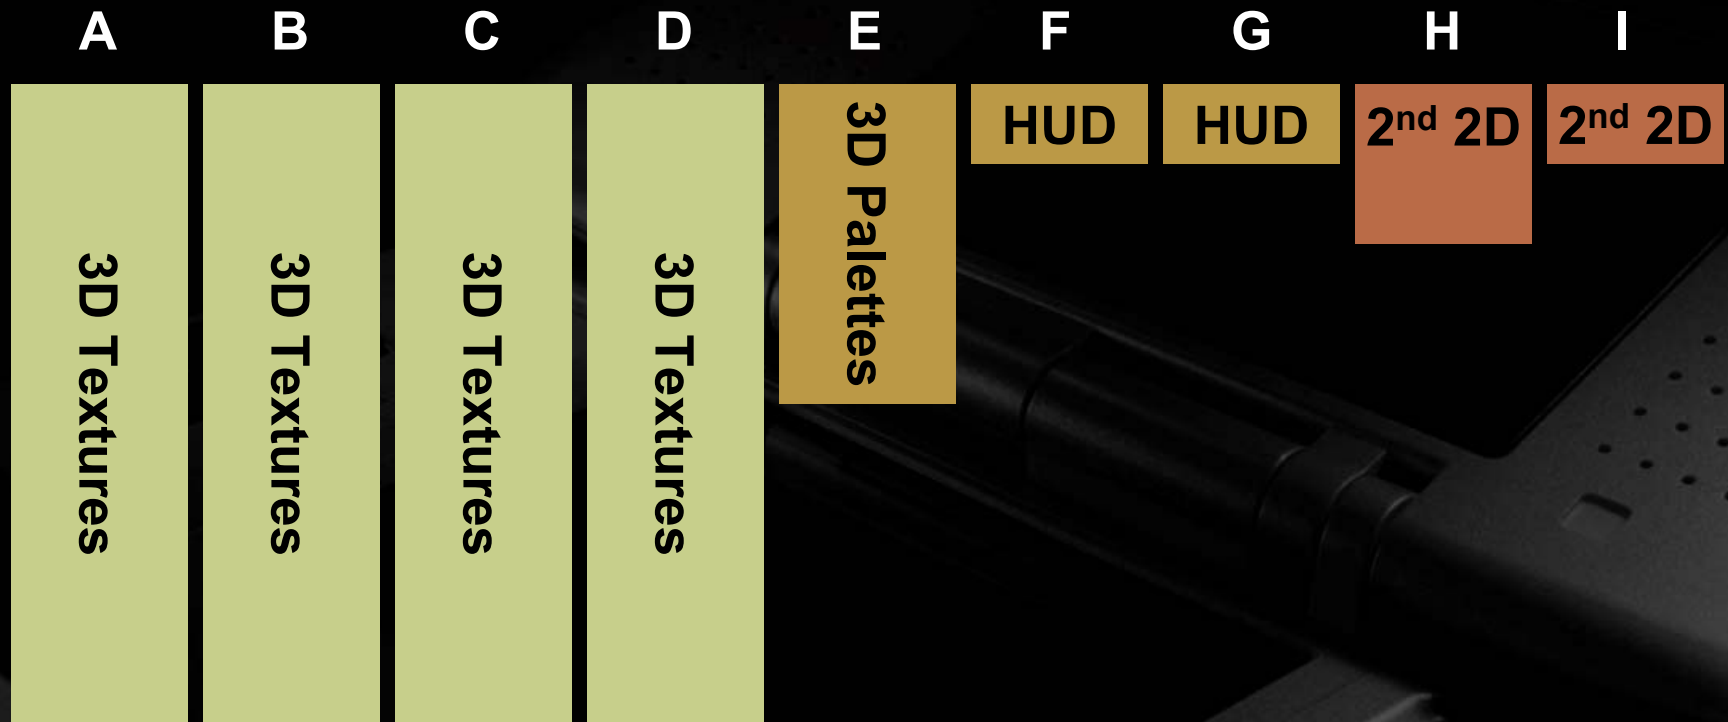 A B C D E F G H I
3D Textures
3D Textures
3D Textures
3D Textures
3D Palettes
HUD
HUD
2nd 2D
2nd 2D